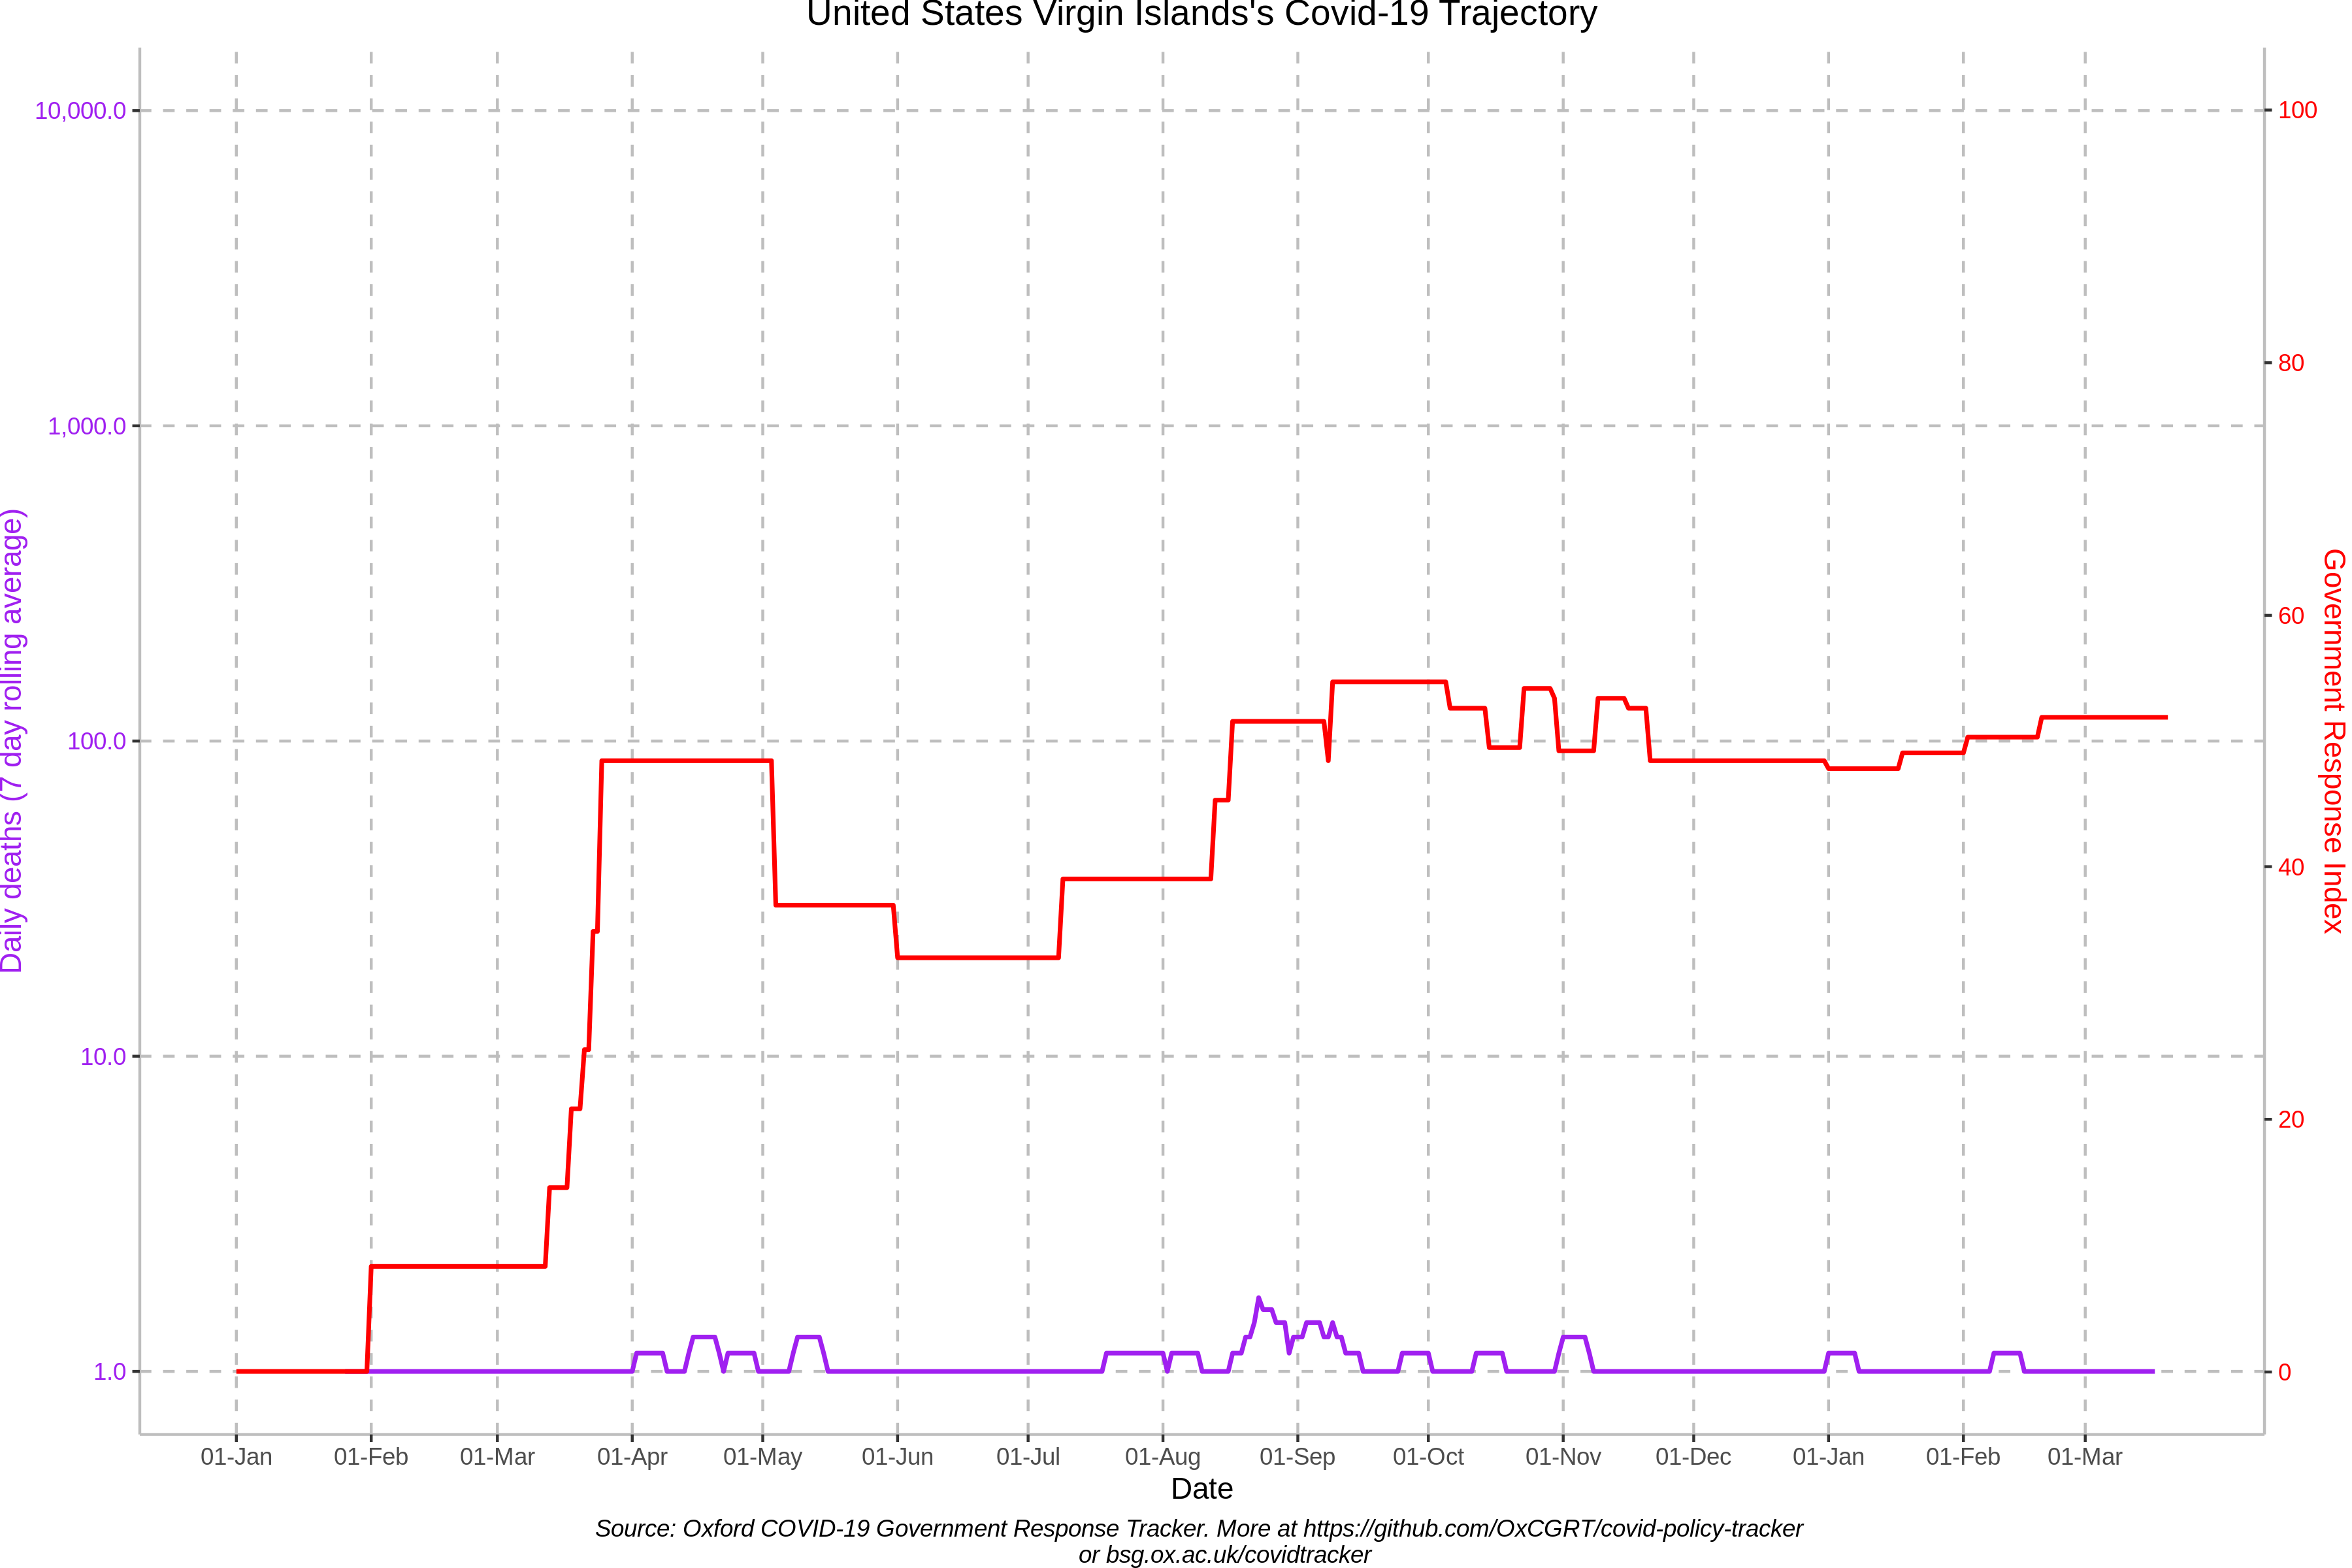 United States Virgin Islands's Covid-19 Trajectory
10,000.0
1,000.0
100.0
10.0
1.0
Daily deaths (7 day rolling average)
100
80
60
40
20
0
Government Response Index
01-Jan 01-Feb 01-Mar 01-Apr 01-May 01-Jun 01-Jul 01-Aug 01-Sep 01-Oct 01-Nov 01-Dec 01-Jan 01-Feb 01-Mar
Date
Source: Oxford COVID-19 Government Response Tracker. More at https://github.com/OxCGRT/covid-policy-tracker
or bsg.ox.ac.uk/covidtracker